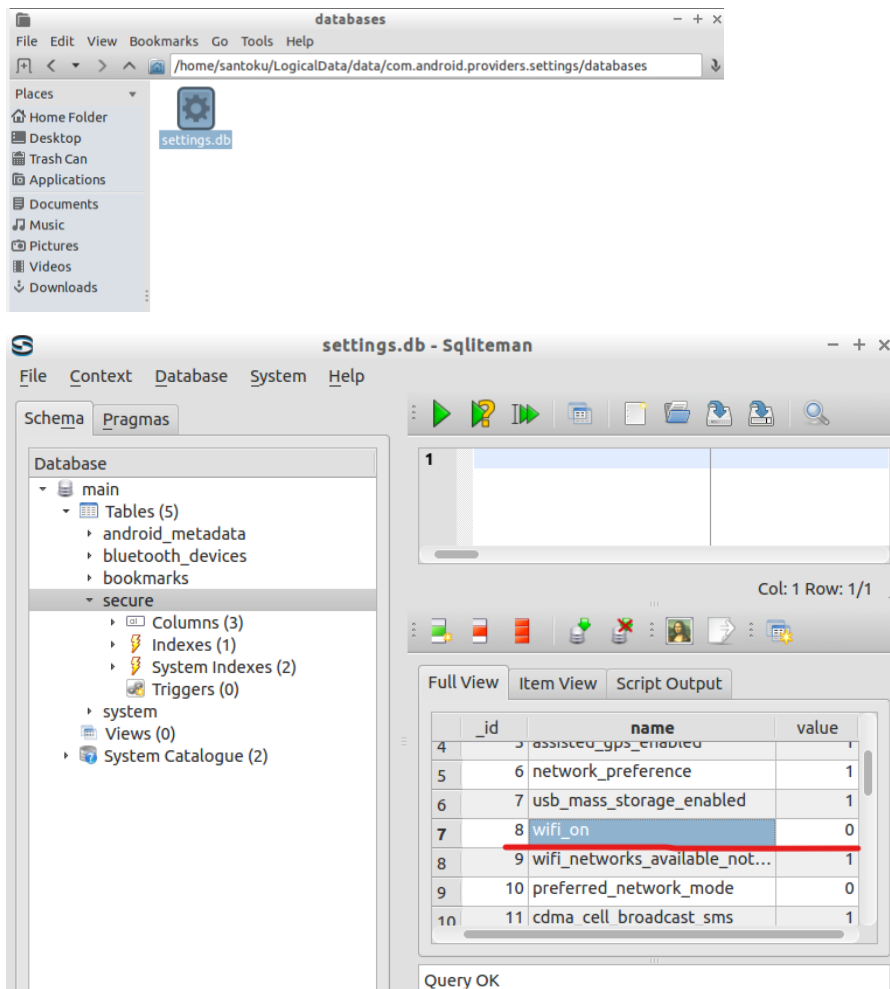 databases
File Edit View Bookmarks Go Tools Help
/home/santoku/LogicalData/data/com.android.providers.settings/databases
Places
Home Folder
Desktop
Trash Can
Applications
Documents
Music
Pictures
Videos
Downloads
settings.db
settings.db - Sqliteman
File Context Database System Help
Schema Pragmas
Database
main
Tables (5)
android_metadata
bluetooth_devices
bookmarks
secure
Columns (3)
Indexes (1)
System Indexes (2)
Triggers (0)
system
Views (0)
System Catalogue (2)
1
Col: 1 Row: 1/1
Full View Item View Script Output
_id name value
4 5 assisted_gps_enabled 1
5 6 network_preference 1
6 7 usb_mass_storage_enabled 1
7 8 wifi_on 0
8 9 wifi_networks_available_not... 1
9 10 preferred_network_mode 0
10 11 cdma_cell_broadcast_sms 1
Query OK